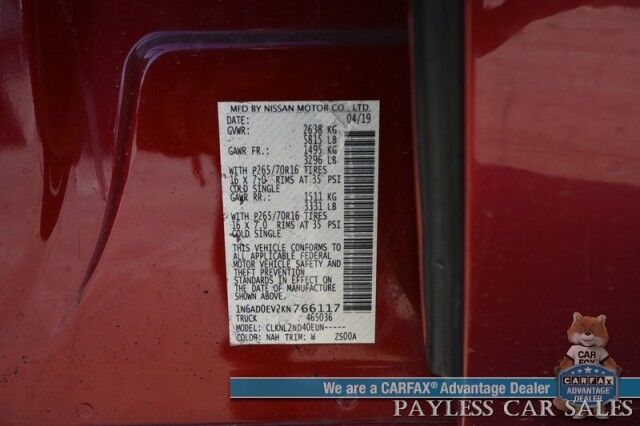 MFD BY NISSAN MOTOR CO., LTD.
DATE: 04/19
GVWR: 2638 KG
5815 LB
GAWR FR: 1495 KG
3296 LB
WITH P265/70R16 TIRES
16 X 7.0 RIMS AT 35 PSI
COLD SINGLE
GAWR RR: 1511 KG
3331 LB
WITH P265/70R16 TIRES
16 X 7.0 RIMS AT 35 PSI
COLD SINGLE
THIS VEHICLE CONFORMS TO
ALL APPLICABLE FEDERAL
MOTOR VEHICLE SAFETY AND
THEFT PREVENTION
STANDARDS IN EFFECT ON
THE DATE OF MANUFACTURE
SHOWN ABOVE.
1N6AD0EV2KN766117
TRUCK 465036
MODEL: CLKNL2ND40EUN-----
COLOR: NAH TRIM: W ZS00A
CAR FOX
CARFAX
ADVANTAGE
DEALER
We are a CARFAX® Advantage Dealer
PAYLESS CAR SALES